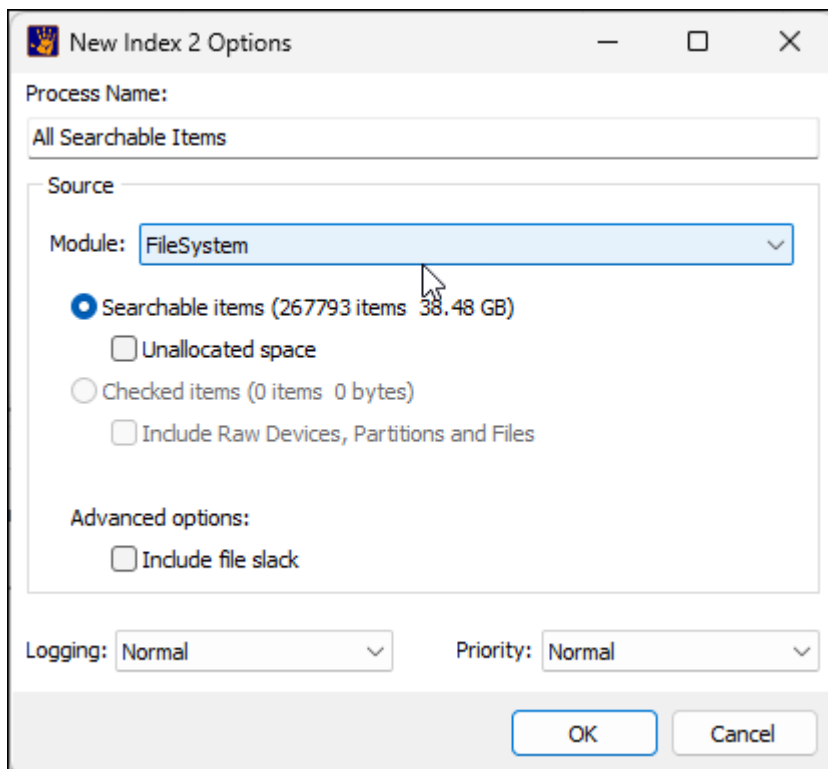 New Index 2 Options
Process Name:
All Searchable Items
Source
Module: FileSystem
Searchable items (267793 items  38.48 GB)
Unallocated space
Checked items (0 items  0 bytes)
Include Raw Devices, Partitions and Files
Advanced options:
Include file slack
Logging: Normal Priority: Normal
OK Cancel